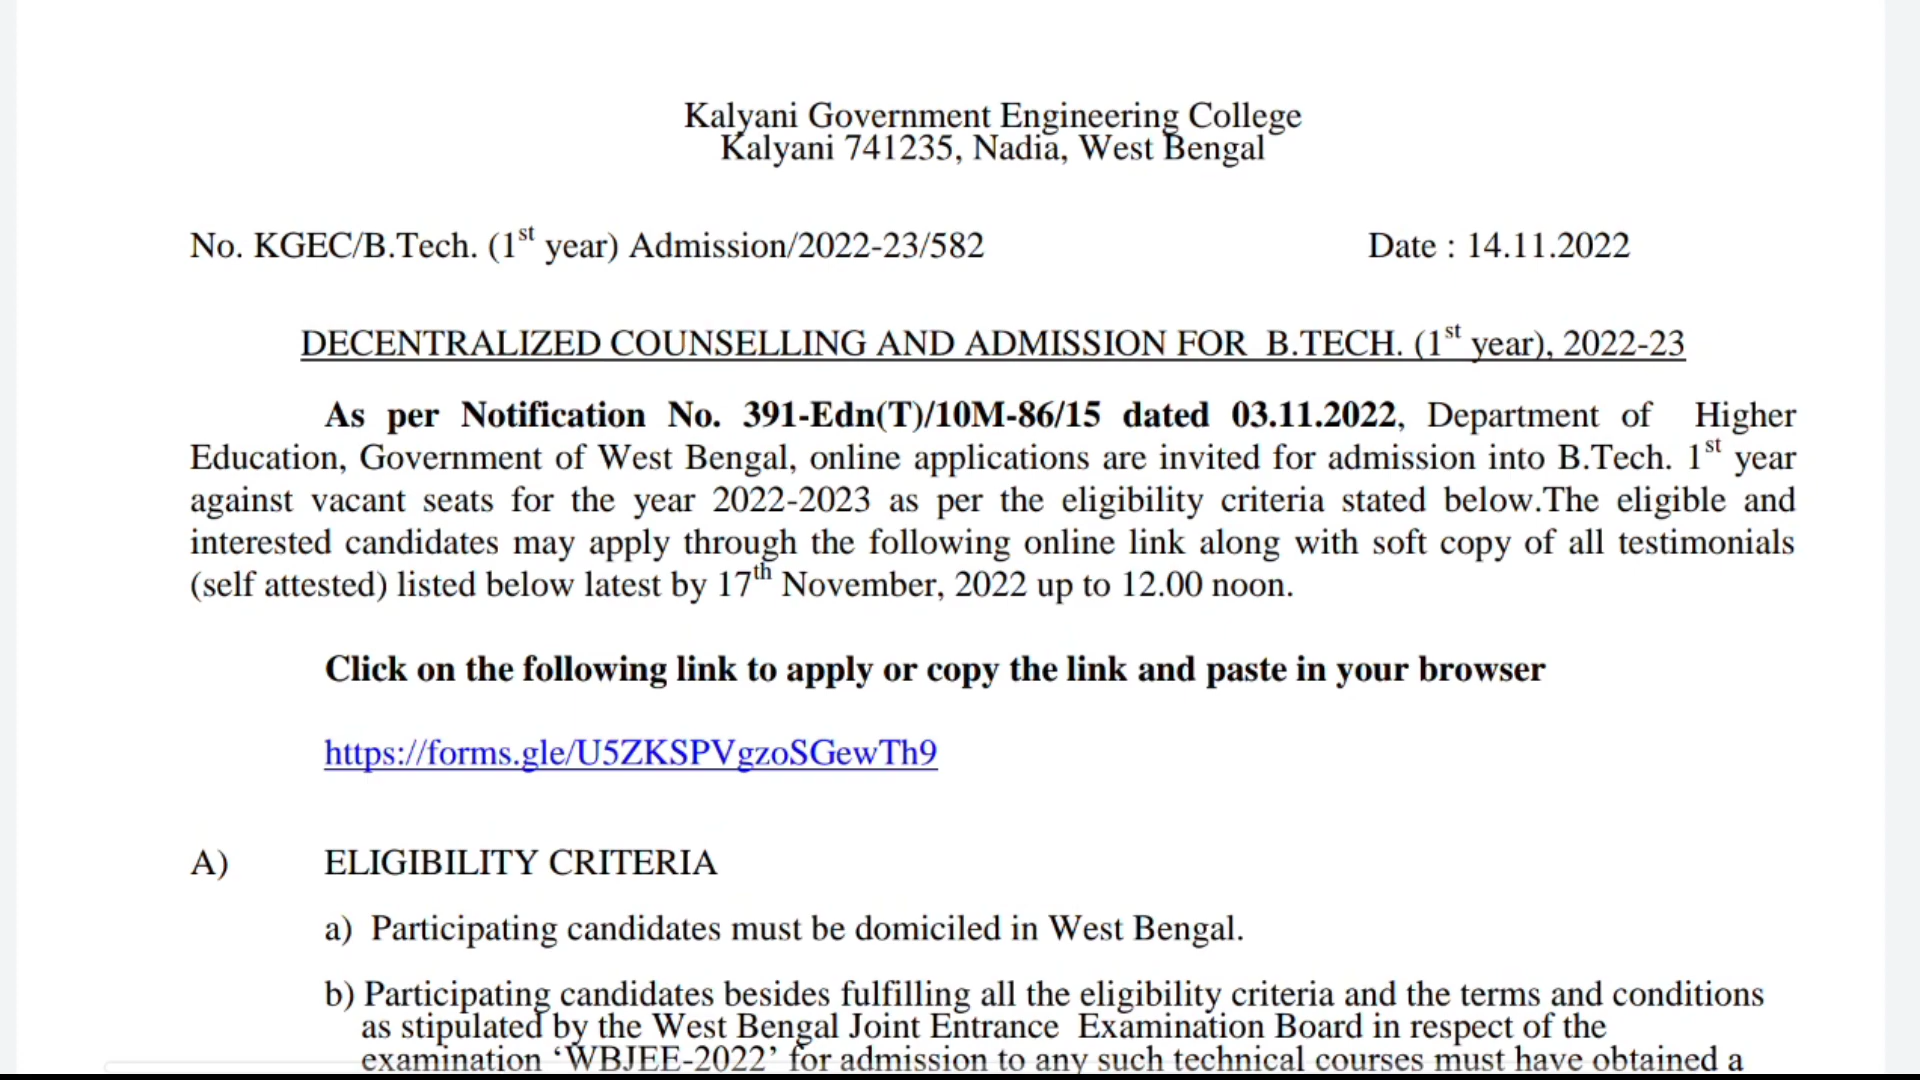 Kalyani Government Engineering College
Kalyani 741235, Nadia, West Bengal
No. KGEC/B.Tech. (1st year) Admission/2022-23/582 Date : 14.11.2022
DECENTRALIZED COUNSELLING AND ADMISSION FOR B.TECH. (1st year), 2022-23
As per Notification No. 391-Edn(T)/10M-86/15 dated 03.11.2022, Department of Higher
Education, Government of West Bengal, online applications are invited for admission into B.Tech. 1st year
against vacant seats for the year 2022-2023 as per the eligibility criteria stated below.The eligible and
interested candidates may apply through the following online link along with soft copy of all testimonials
(self attested) listed below latest by 17th November, 2022 up to 12.00 noon.
Click on the following link to apply or copy the link and paste in your browser
https://forms.gle/U5ZKSPVgzoSGewTh9
A) ELIGIBILITY CRITERIA
a) Participating candidates must be domiciled in West Bengal.
b) Participating candidates besides fulfilling all the eligibility criteria and the terms and conditions
as stipulated by the West Bengal Joint Entrance Examination Board in respect of the
examination ‘WBJEE-2022’ for admission to any such technical courses must have obtained a